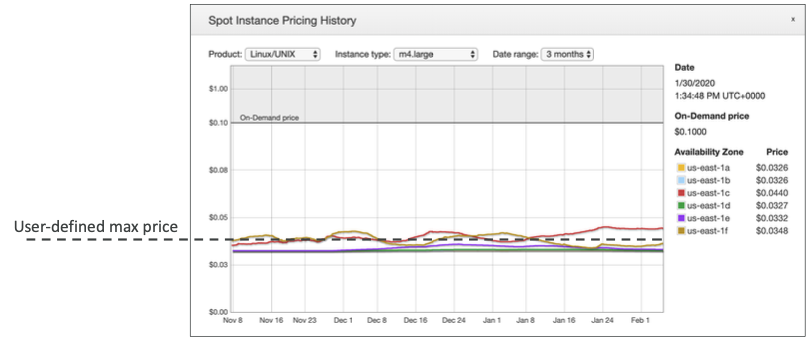 Spot Instance Pricing History
x
Product: Linux/UNIX Instance type: m4.large Date range: 3 months
$1.00
On-Demand price
$0.10
$0.08
$0.05
$0.03
$0.00
Nov 8 Nov 16 Nov 23 Dec 1 Dec 8 Dec 16 Dec 24 Jan 1 Jan 8 Jan 16 Jan 24 Feb 1
User-defined max price
Date
1/30/2020
1:34:48 PM UTC+0000
On-Demand price
$0.1000
Availability Zone Price
us-east-1a $0.0326
us-east-1b $0.0326
us-east-1c $0.0440
us-east-1d $0.0327
us-east-1e $0.0332
us-east-1f $0.0348